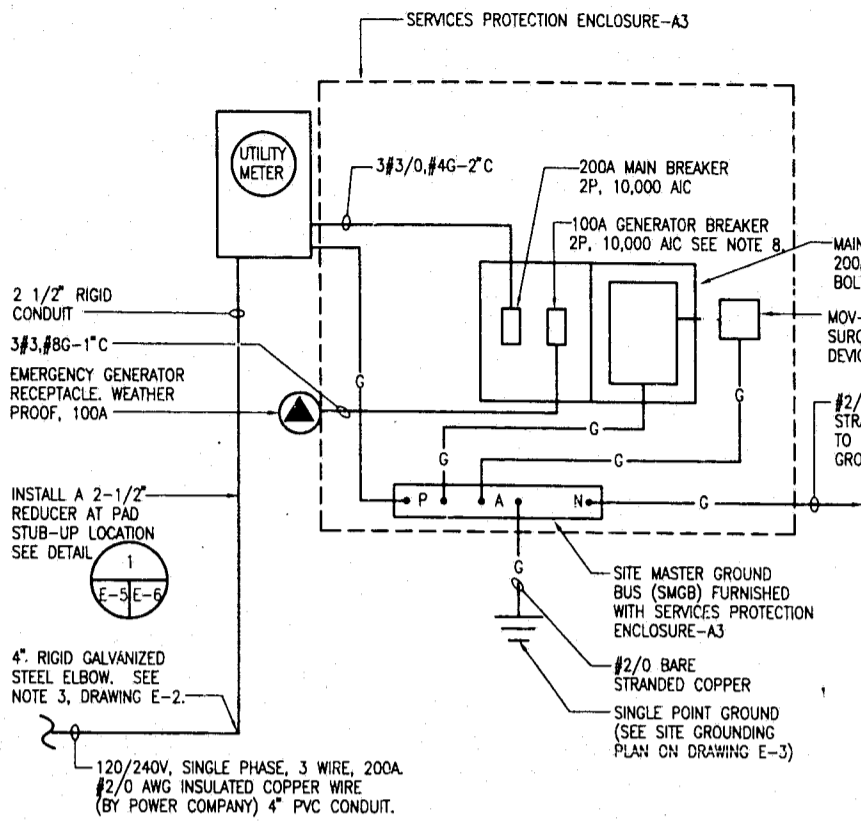 SERVICES PROTECTION ENCLOSURE-A3
UTILITY
METER
3#3/0,#4G-2"C
200A MAIN BREAKER
2P, 10,000 AIC
100A GENERATOR BREAKER
2P, 10,000 AIC SEE NOTE 8.
MAIN
200
BOL
MOV-
SURG
DEVIC
2 1/2" RIGID
CONDUIT
3#3,#8G-1"C
EMERGENCY GENERATOR
RECEPTACLE. WEATHER
PROOF, 100A
G
G
G
G
G
#2/
STRA
TO
GRO
P
A
N
G
G
INSTALL A 2-1/2"
REDUCER AT PAD
STUB-UP LOCATION
SEE DETAIL
1
E-5
E-6
SITE MASTER GROUND
BUS (SMGB) FURNISHED
WITH SERVICES PROTECTION
ENCLOSURE-A3
#2/0 BARE
STRANDED COPPER
SINGLE POINT GROUND
(SEE SITE GROUNDING
PLAN ON DRAWING E-3)
4". RIGID GALVANIZED
STEEL ELBOW. SEE
NOTE 3, DRAWING E-2.
120/240V, SINGLE PHASE, 3 WIRE, 200A.
#2/0 AWG INSULATED COPPER WIRE
(BY POWER COMPANY) 4" PVC CONDUIT.